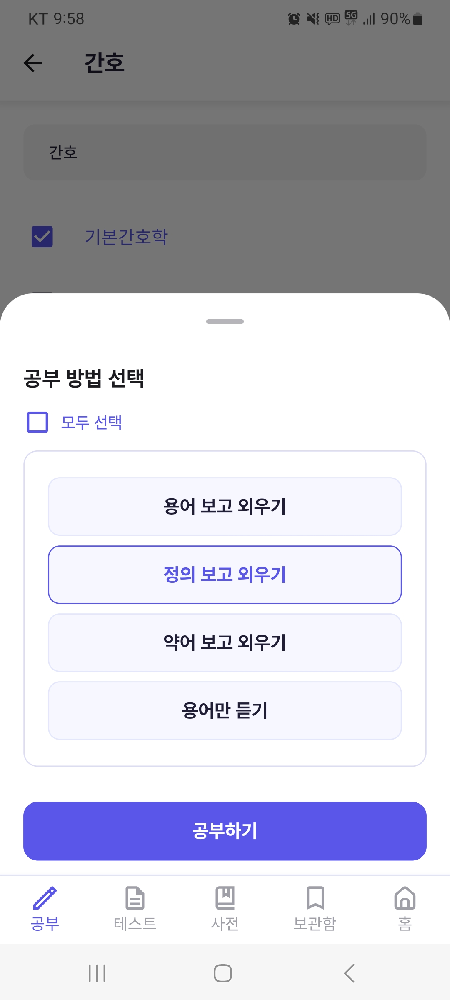 KT 9:58
HD 5G 90%
간호
간호
기본간호학
공부 방법 선택
모두 선택
용어 보고 외우기
정의 보고 외우기
약어 보고 외우기
용어만 듣기
공부하기
공부 테스트 사전 보관함 홈